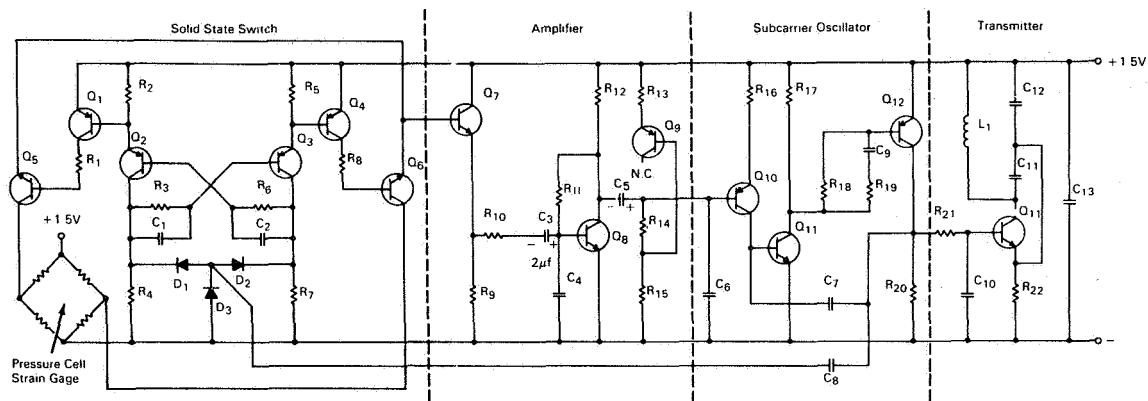 Solid State Switch
Amplifier
Subcarrier Oscillator
Transmitter
+1 5V
R2
R5
Q1
Q4
Q7
R12
R13
R16
R17
Q12
C12
L1
Q2
Q3
Q9
Q5
R1
R8
Q6
N.C
C9
C11
C13
R3
R6
R11
C5
Q10
R18
R19
+1 5V
C1
C2
R10
C3
- +
R14
Q11
R21
Q11
- +
Q8
2μf
D1
D2
C4
R4
D3
R7
R9
R15
C6
C7
R20
C10
R22
-
Pressure Cell
Strain Gage
C8